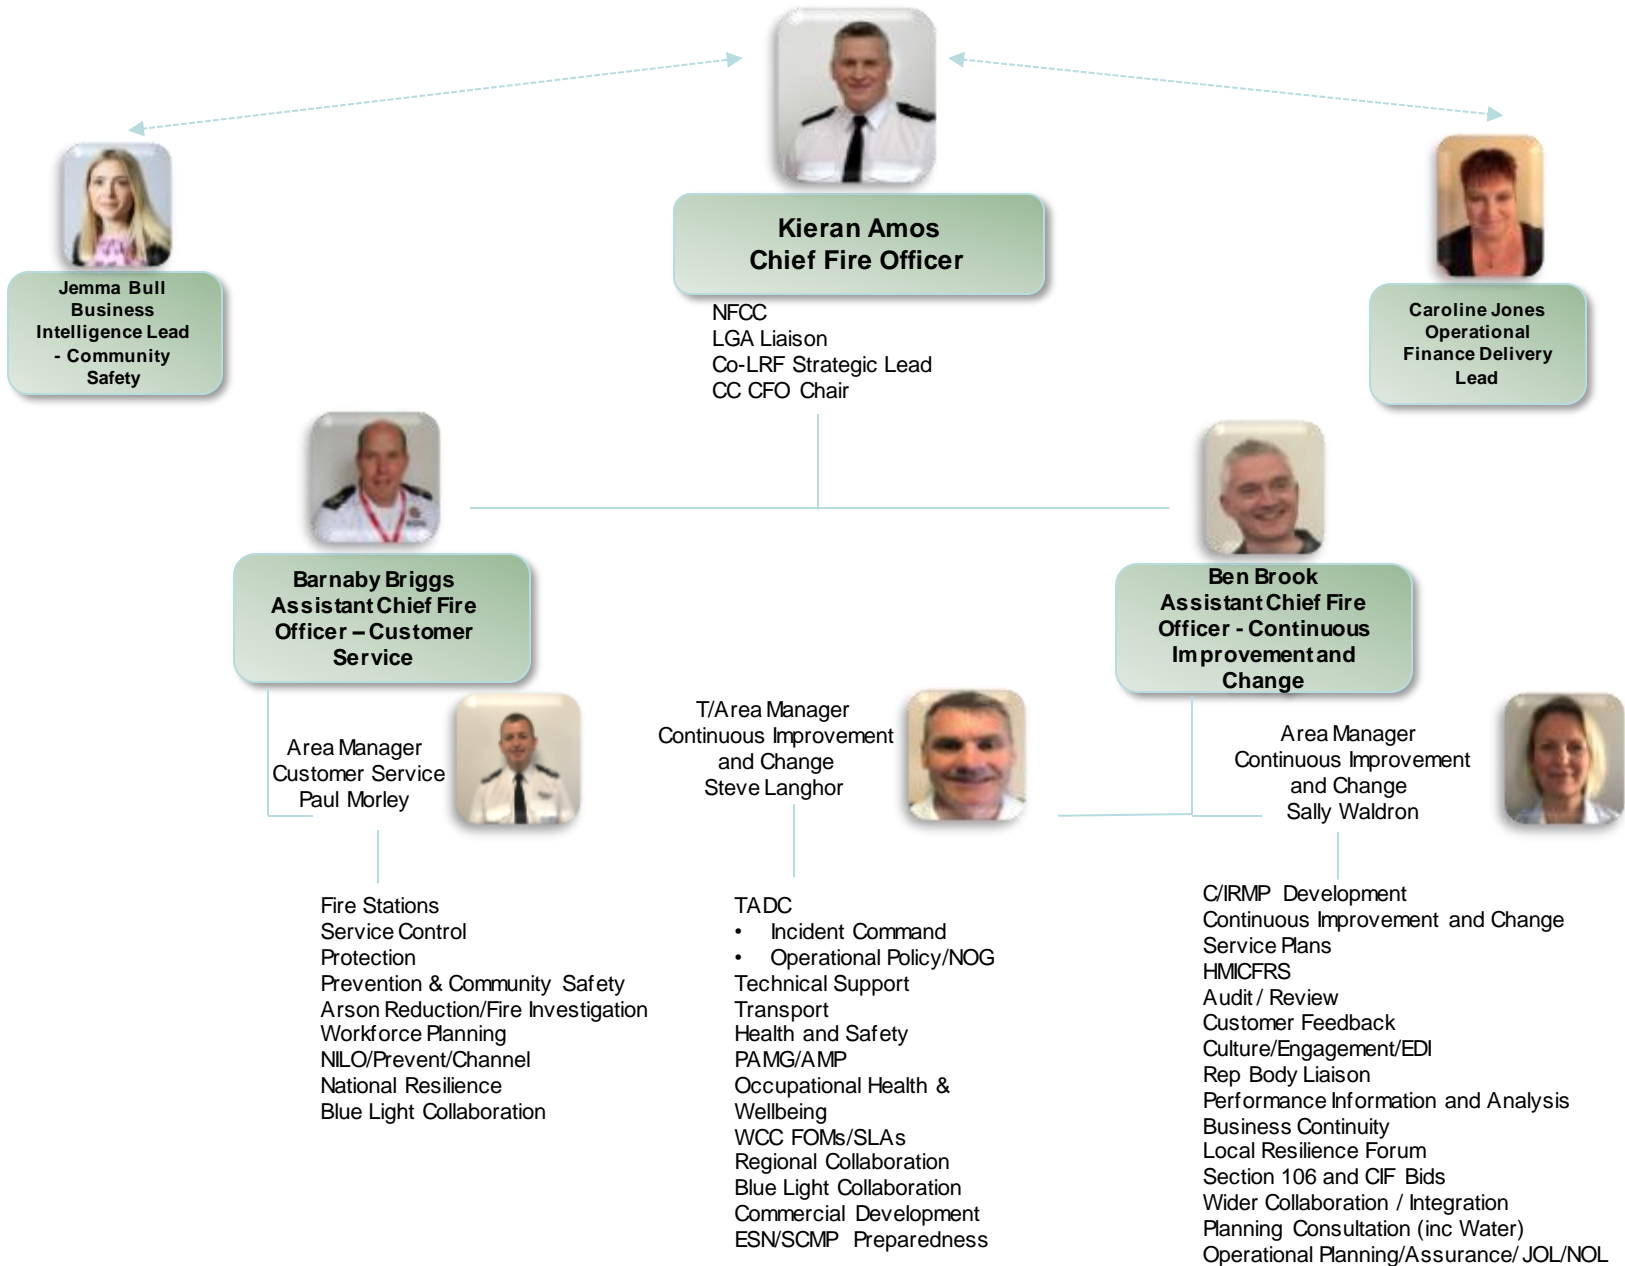 Kieran Amos
Chief Fire Officer
NFCC
LGA Liaison
Co-LRF Strategic Lead
CC CFO Chair
Jemma Bull
Business
Intelligence Lead
- Community
Safety
Caroline Jones
Operational
Finance Delivery
Lead
Barnaby Briggs
Assistant Chief Fire
Officer – Customer
Service
Ben Brook
Assistant Chief Fire
Officer - Continuous
Improvement and
Change
Area Manager
Customer Service
Paul Morley
T/Area Manager
Continuous Improvement
and Change
Steve Langhor
Area Manager
Continuous Improvement
and Change
Sally Waldron
Fire Stations
Service Control
Protection
Prevention & Community Safety
Arson Reduction/Fire Investigation
Workforce Planning
NILO/Prevent/Channel
National Resilience
Blue Light Collaboration
TADC
• Incident Command
• Operational Policy/NOG
Technical Support
Transport
Health and Safety
PAMG/AMP
Occupational Health &
Wellbeing
WCC FOMs/SLAs
Regional Collaboration
Blue Light Collaboration
Commercial Development
ESN/SCMP Preparedness
C/IRMP Development
Continuous Improvement and Change
Service Plans
HMICFRS
Audit / Review
Customer Feedback
Culture/Engagement/EDI
Rep Body Liaison
Performance Information and Analysis
Business Continuity
Local Resilience Forum
Section 106 and CIF Bids
Wider Collaboration / Integration
Planning Consultation (inc Water)
Operational Planning/Assurance/ JOL/NOL